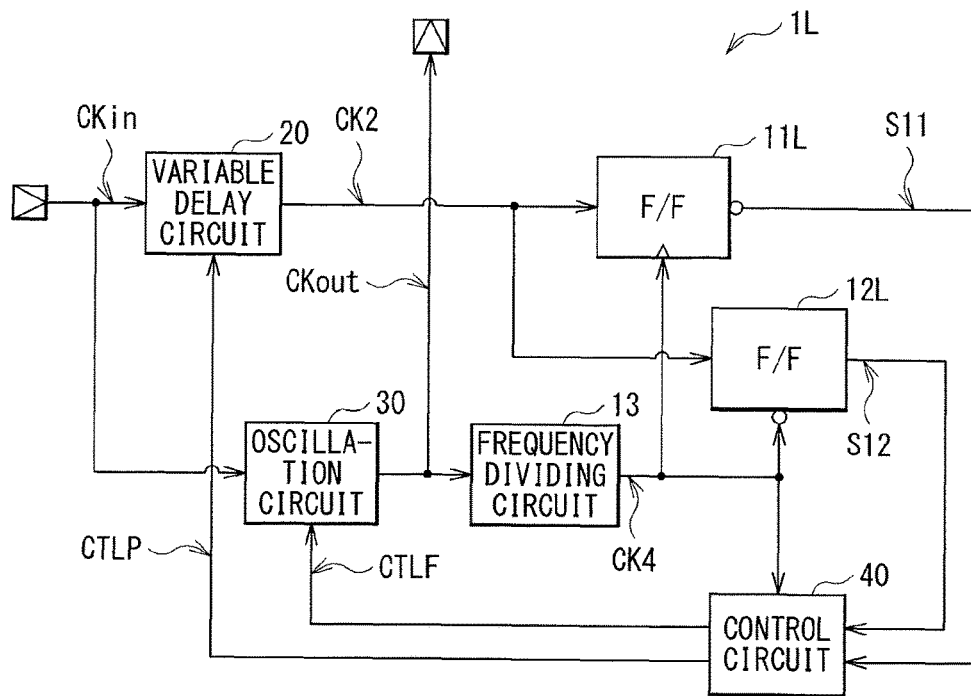 1L
CKin
20
CK2
11L
S11
VARIABLE
DELAY
CIRCUIT
F/F
CKout
12L
F/F
30
13
S12
OSCILLA-
TION
CIRCUIT
FREQUENCY
DIVIDING
CIRCUIT
CTLP
CTLF
CK4
40
CONTROL
CIRCUIT